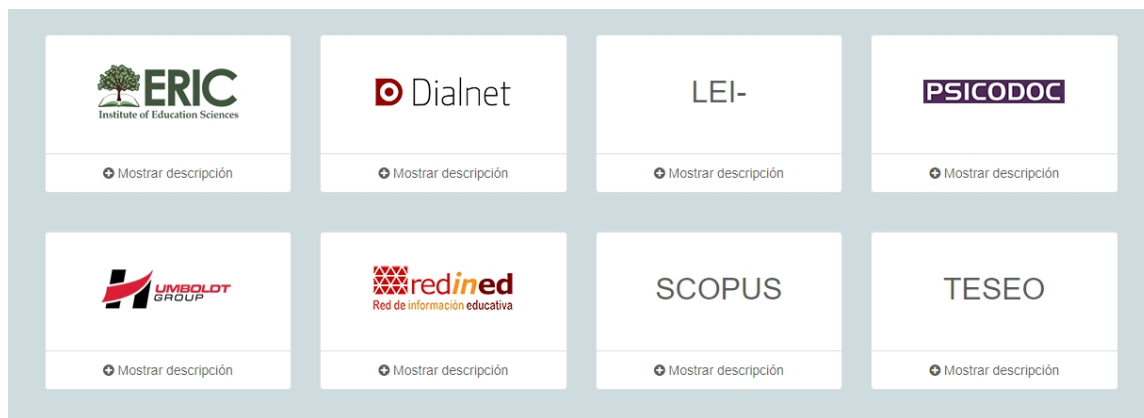 ERIC
Institute of Education Sciences
Dialnet
LEI-
PSICODOC
Mostrar descripción
Mostrar descripción
Mostrar descripción
Mostrar descripción
HUMBOLDT
GROUP
redined
Red de información educativa
SCOPUS
TESEO
Mostrar descripción
Mostrar descripción
Mostrar descripción
Mostrar descripción